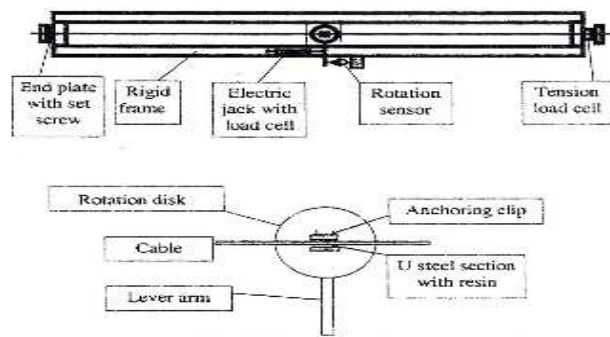 End plate
with set
screw
Rigid
frame
Electric
jack with
load cell
Rotation
sensor
Tension
load cell
Rotation disk
Anchoring clip
Cable
U steel section
with resin
Lever arm